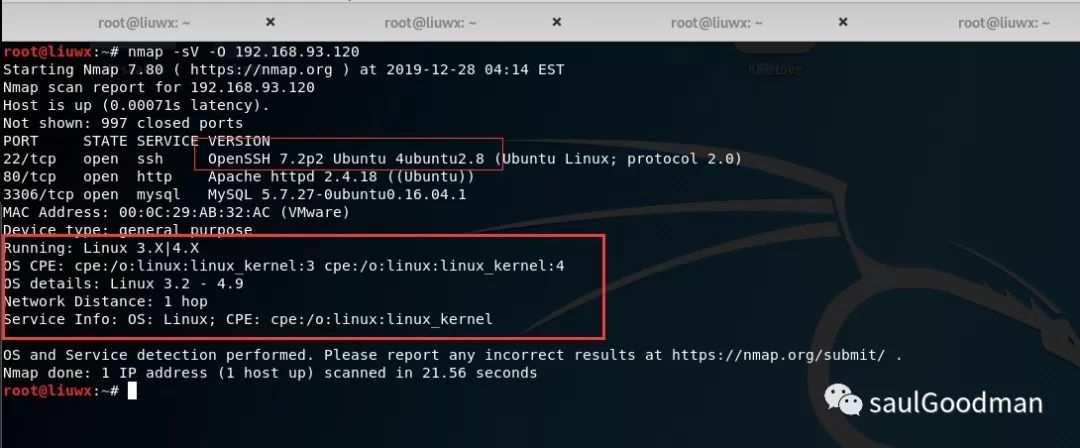 root@liuwx: ~ × root@liuwx: ~ × root@liuwx: ~ × root@liuwx: ~
root@liuwx:~# nmap -sV -O 192.168.93.120
Starting Nmap 7.80 ( https://nmap.org ) at 2019-12-28 04:14 EST
Nmap scan report for 192.168.93.120
Host is up (0.00071s latency).
Not shown: 997 closed ports
PORT     STATE SERVICE VERSION
22/tcp   open  ssh     OpenSSH 7.2p2 Ubuntu 4ubuntu2.8 (Ubuntu Linux; protocol 2.0)
80/tcp   open  http    Apache httpd 2.4.18 ((Ubuntu))
3306/tcp open  mysql   MySQL 5.7.27-0ubuntu0.16.04.1
MAC Address: 00:0C:29:AB:32:AC (VMware)
Device type: general purpose
Running: Linux 3.X|4.X
OS CPE: cpe:/o:linux:linux_kernel:3 cpe:/o:linux:linux_kernel:4
OS details: Linux 3.2 - 4.9
Network Distance: 1 hop
Service Info: OS: Linux; CPE: cpe:/o:linux:linux_kernel
OS and Service detection performed. Please report any incorrect results at https://nmap.org/submit/ .
Nmap done: 1 IP address (1 host up) scanned in 21.56 seconds
root@liuwx:~#
saulGoodman